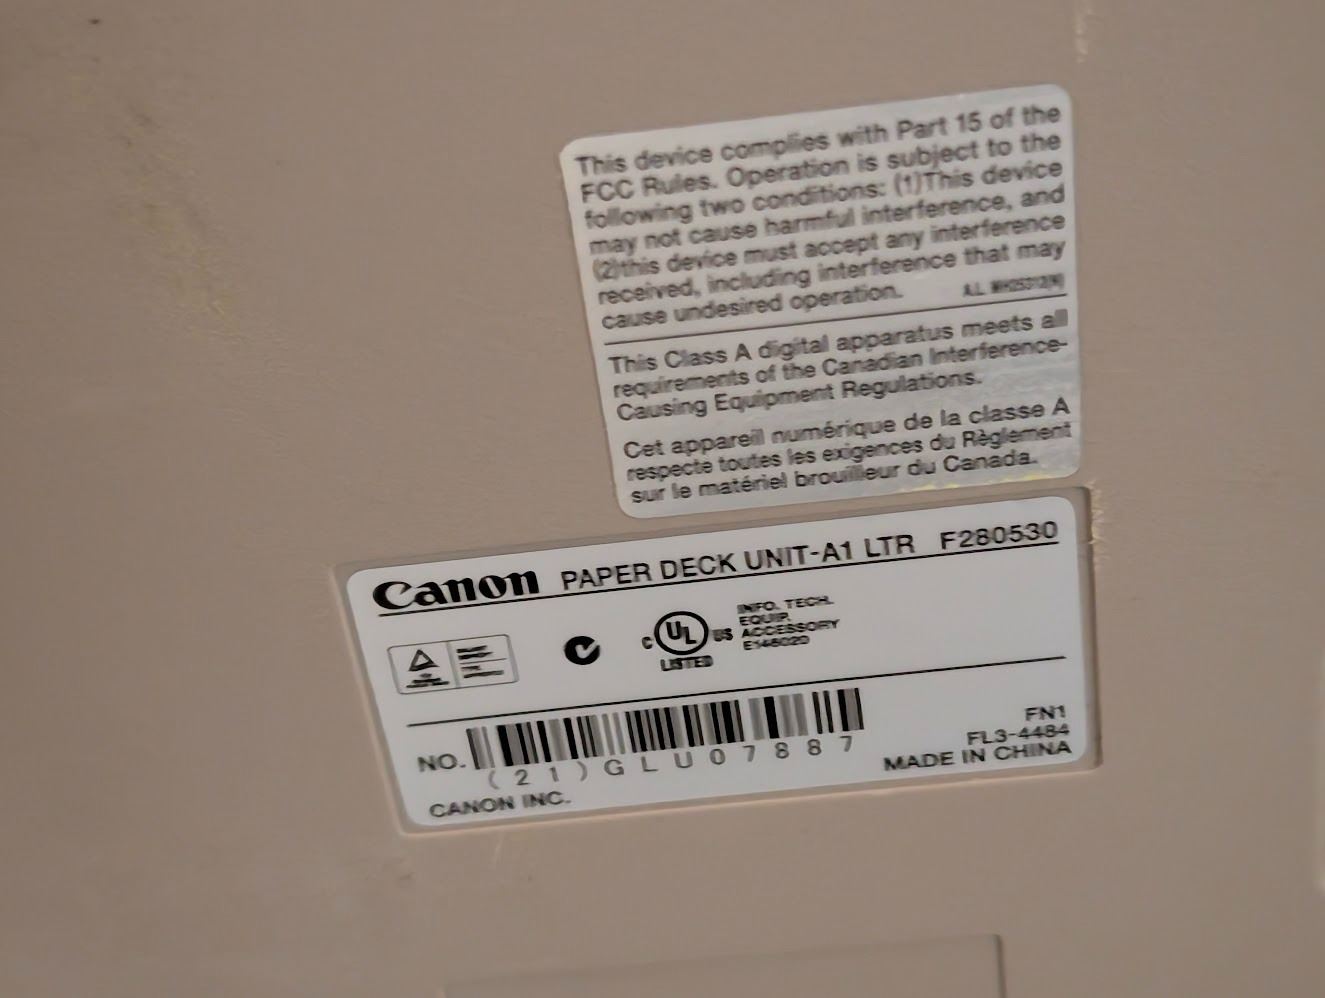 This device complies with Part 15 of the
FCC Rules. Operation is subject to the
following two conditions: (1)This device
may not cause harmful interference, and
(2)this device must accept any interference
received, including interference that may
cause undesired operation.
This Class A digital apparatus meets all
requirements of the Canadian Interference-
Causing Equipment Regulations.
Cet appareil numérique de la classe A
respecte toutes les exigences du Règlement
sur le matériel brouilleur du Canada.
Canon PAPER DECK UNIT-A1 LTR F280530
C UL US
LISTED
INFO. TECH.
EQUIP.
ACCESSORY
NO.
(21)GLU07887
CANON INC.
FN1
FL3-4484
MADE IN CHINA